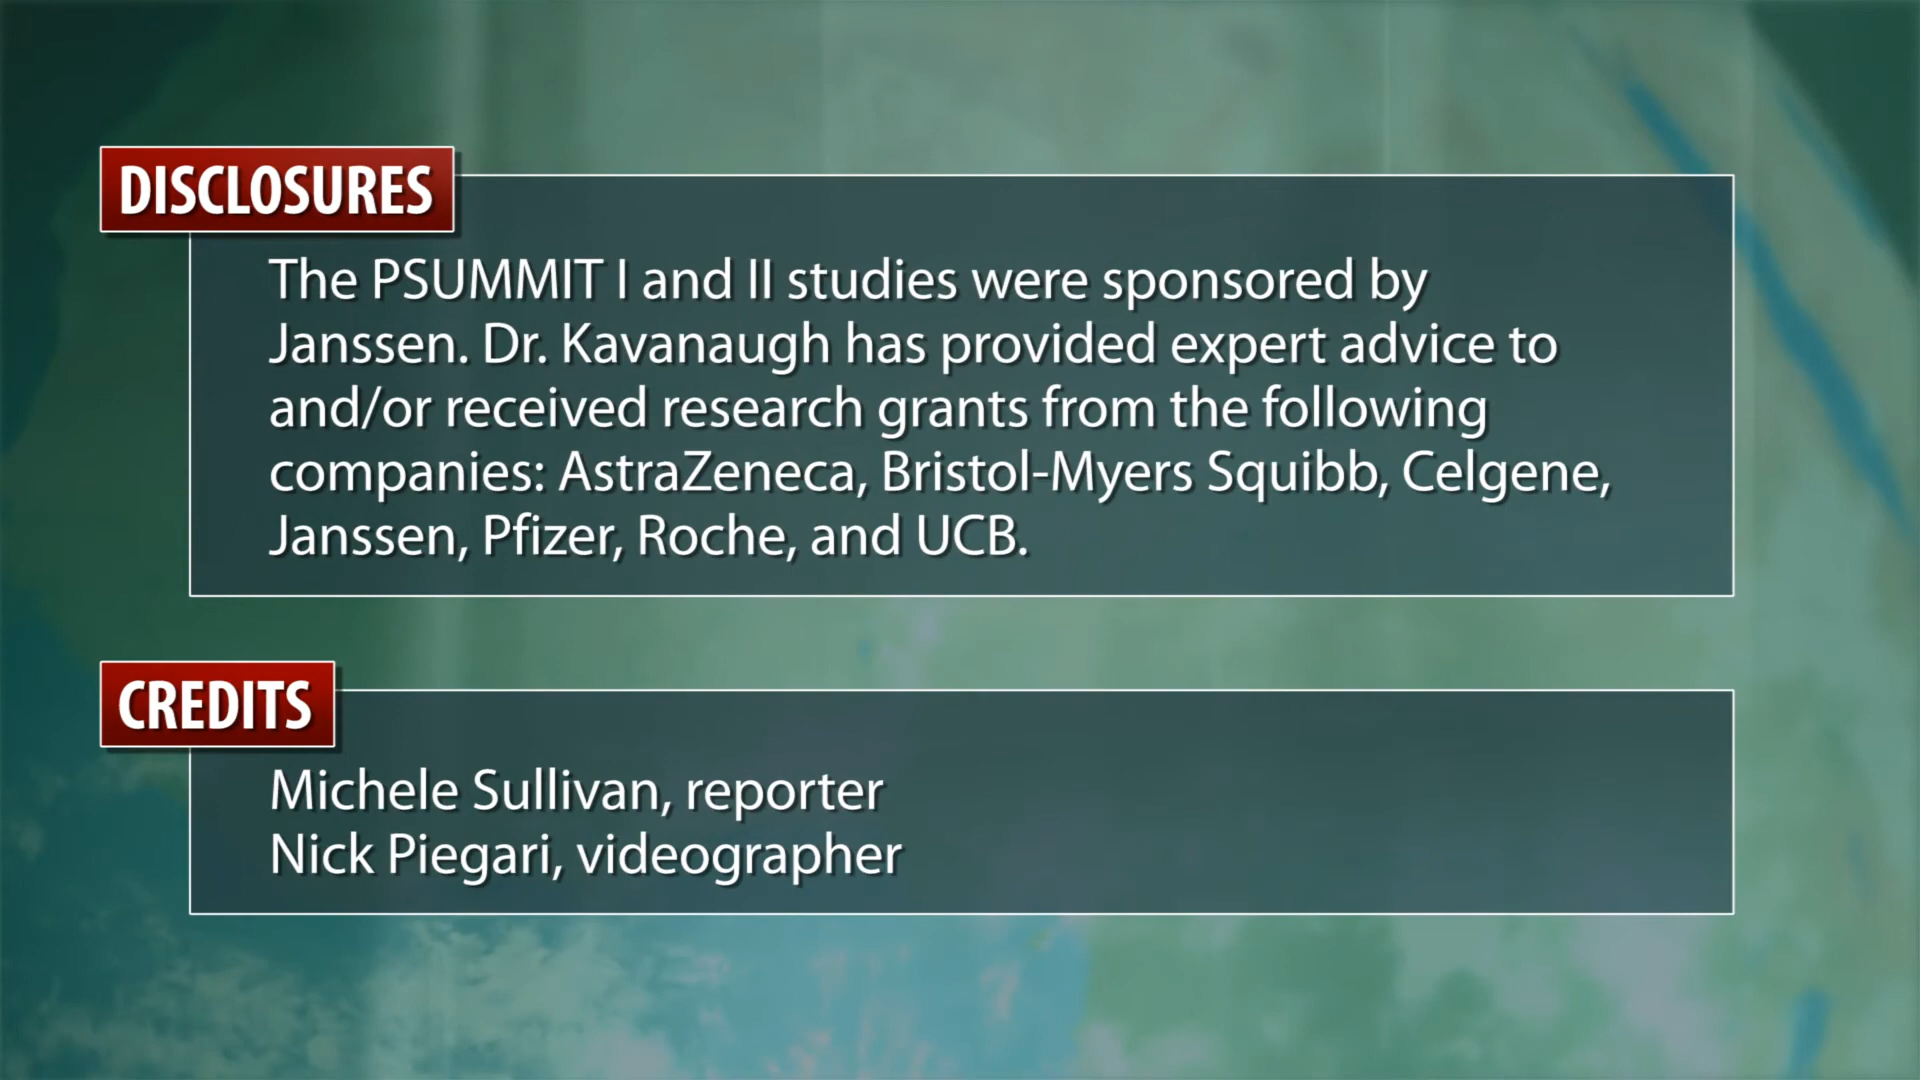 DISCLOSURES
The PSUMMIT I and II studies were sponsored by
Janssen. Dr. Kavanaugh has provided expert advice to
and/or received research grants from the following
companies: AstraZeneca, Bristol-Myers Squibb, Celgene,
Janssen, Pfizer, Roche, and UCB.
CREDITS
Michele Sullivan, reporter
Nick Piegari, videographer